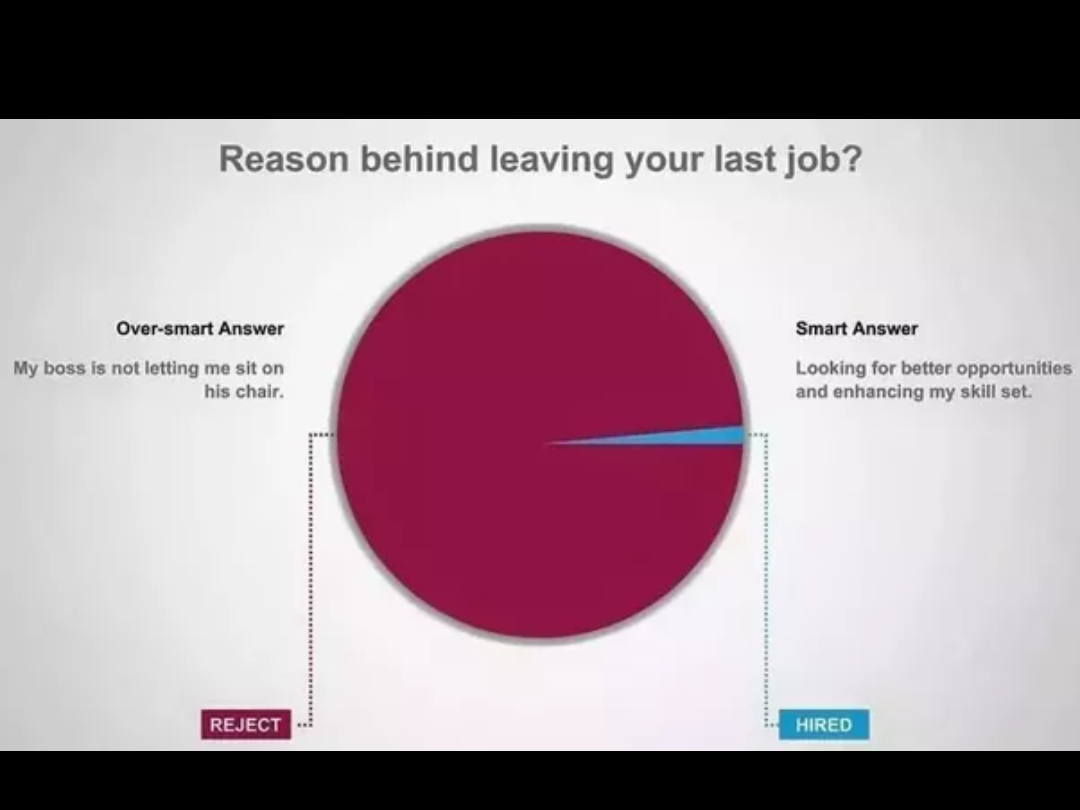 Reason behind leaving your last job?
Over-smart Answer
My boss is not letting me sit on
his chair.
Smart Answer
Looking for better opportunities
and enhancing my skill set.
REJECT
HIRED